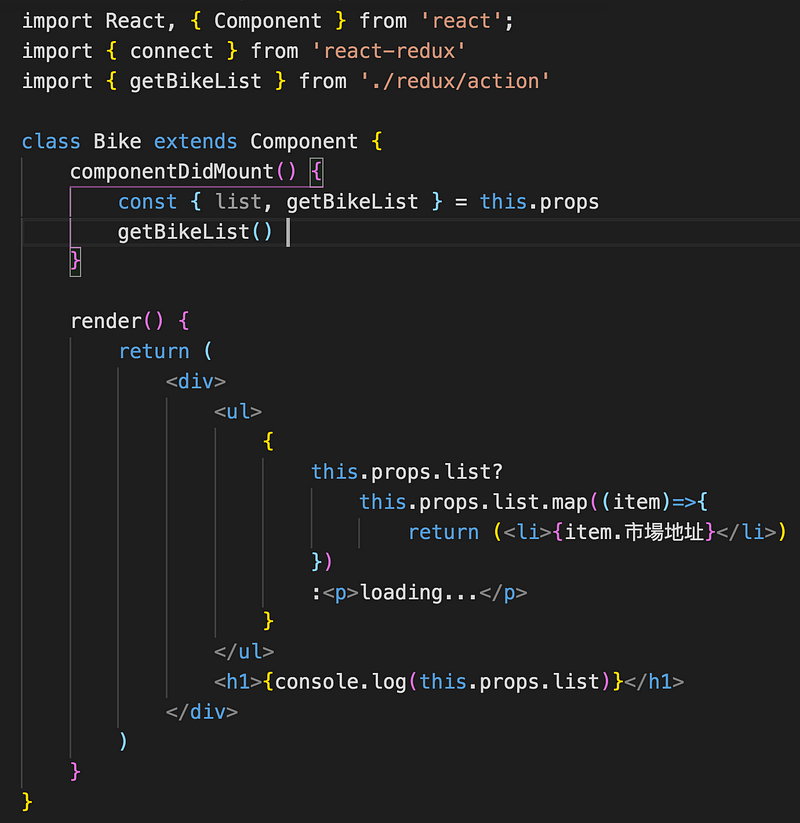 import React, { Component } from 'react';
import { connect } from 'react-redux'
import { getBikeList } from './redux/action'
class Bike extends Component {
componentDidMount() {
const { list, getBikeList } = this.props
getBikeList()
}
render() {
return (
<div>
<ul>
{
this.props.list?
this.props.list.map((item)=>{
return (<li>{item.市場地址}</li>)
})
:<p>loading...</p>
}
</ul>
<h1>{console.log(this.props.list)}</h1>
</div>
)
}
}